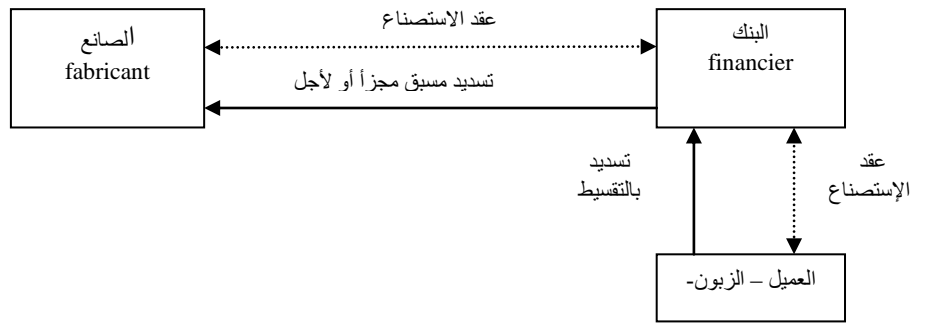 عقد الاستصناع
الصانع
fabricant
البنك
financier
تسديد مسبق مجزأ أو لأجل
تسديد
بالتقسيط
عقد
الإستصناع
العميل – الزبون-